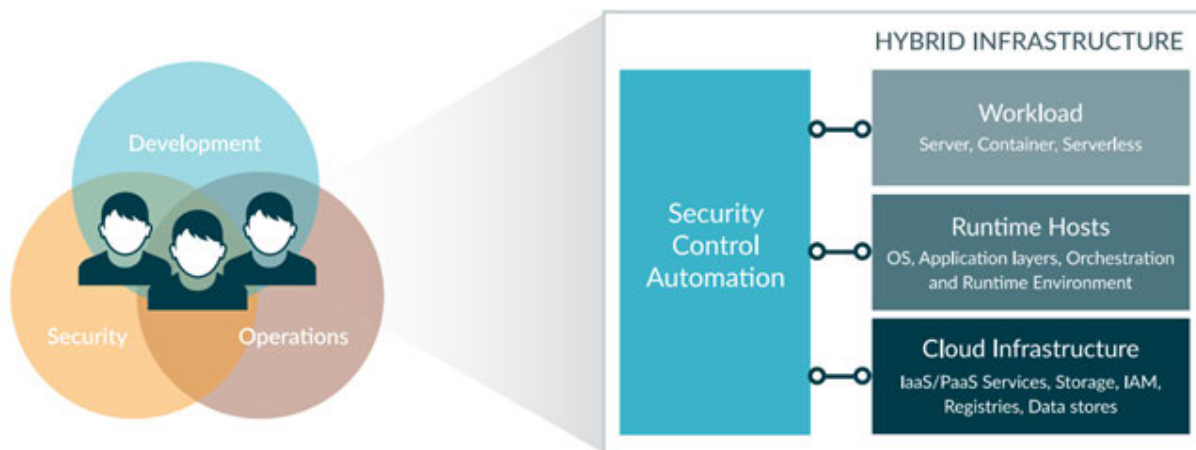 Development
Security
Operations
HYBRID INFRASTRUCTURE
Security
Control
Automation
Workload
Server, Container, Serverless
Runtime Hosts
OS, Application layers, Orchestration
and Runtime Environment
Cloud Infrastructure
IaaS/PaaS Services, Storage, IAM,
Registries, Data stores